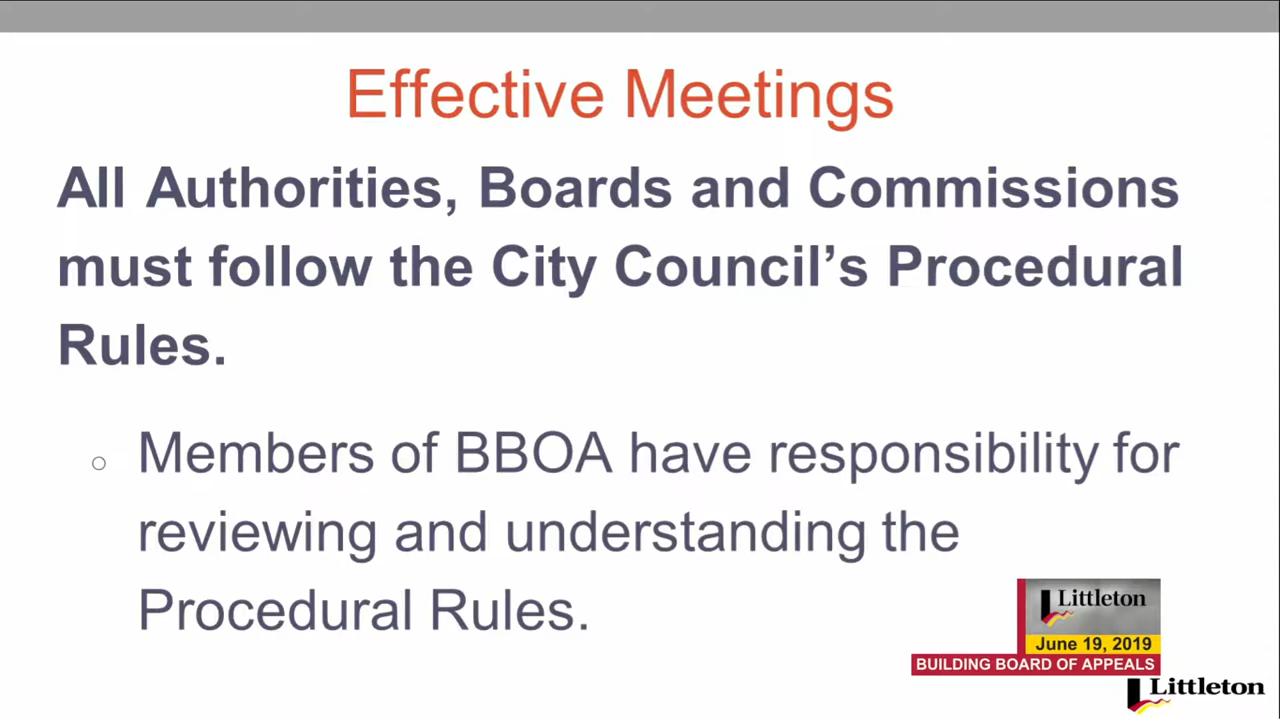 Effective Meetings
All Authorities, Boards and Commissions
must follow the City Council’s Procedural
Rules.
Members of BBOA have responsibility for
reviewing and understanding the
Procedural Rules.
Littleton
June 19, 2019
BUILDING BOARD OF APPEALS
Littleton